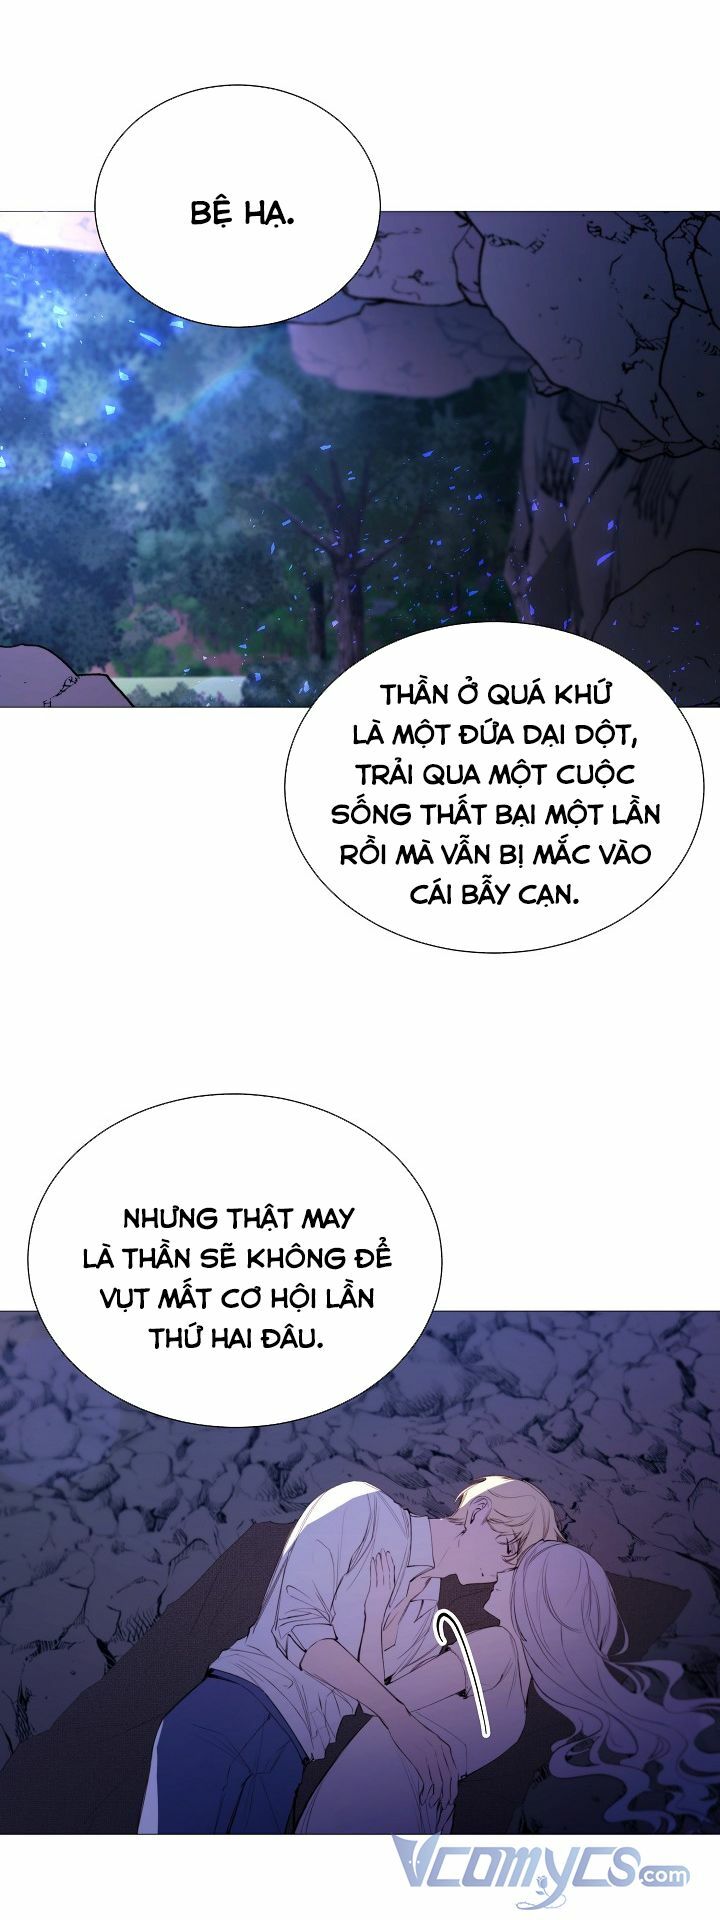 BỆ HẠ.
THẦN Ở QUÁ KHỨ
LÀ MỘT ĐỨA DẠI DỘT,
TRẢI QUA MỘT CUỘC
SỐNG THẤT BẠI MỘT LẦN
RỒI MÀ VẪN BỊ MẮC VÀO
CÁI BẪY CẠN.
NHƯNG THẬT MAY
LÀ THẦN SẼ KHÔNG ĐỂ
VỤT MẤT CƠ HỘI LẦN
THỨ HAI ĐÂU.
VCOMYCS.com